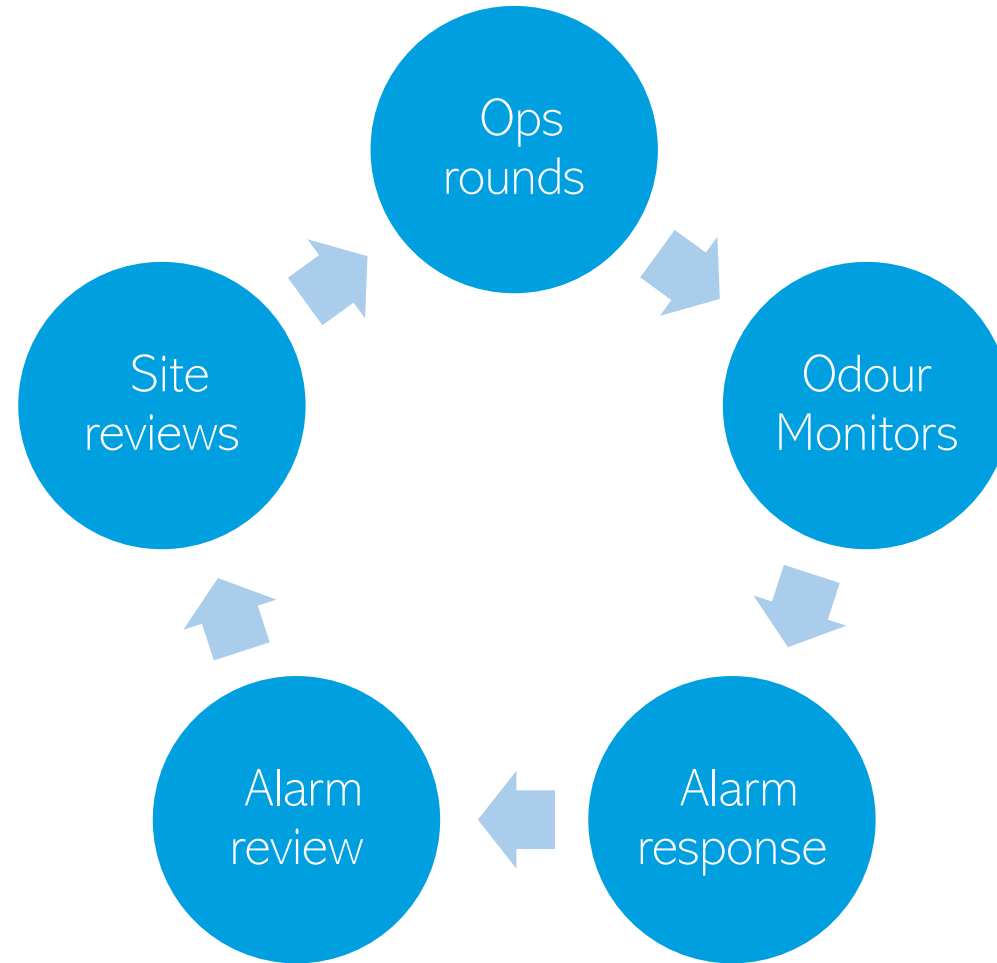 Ops
rounds
Odour
Monitors
Alarm
response
Alarm
review
Site
reviews